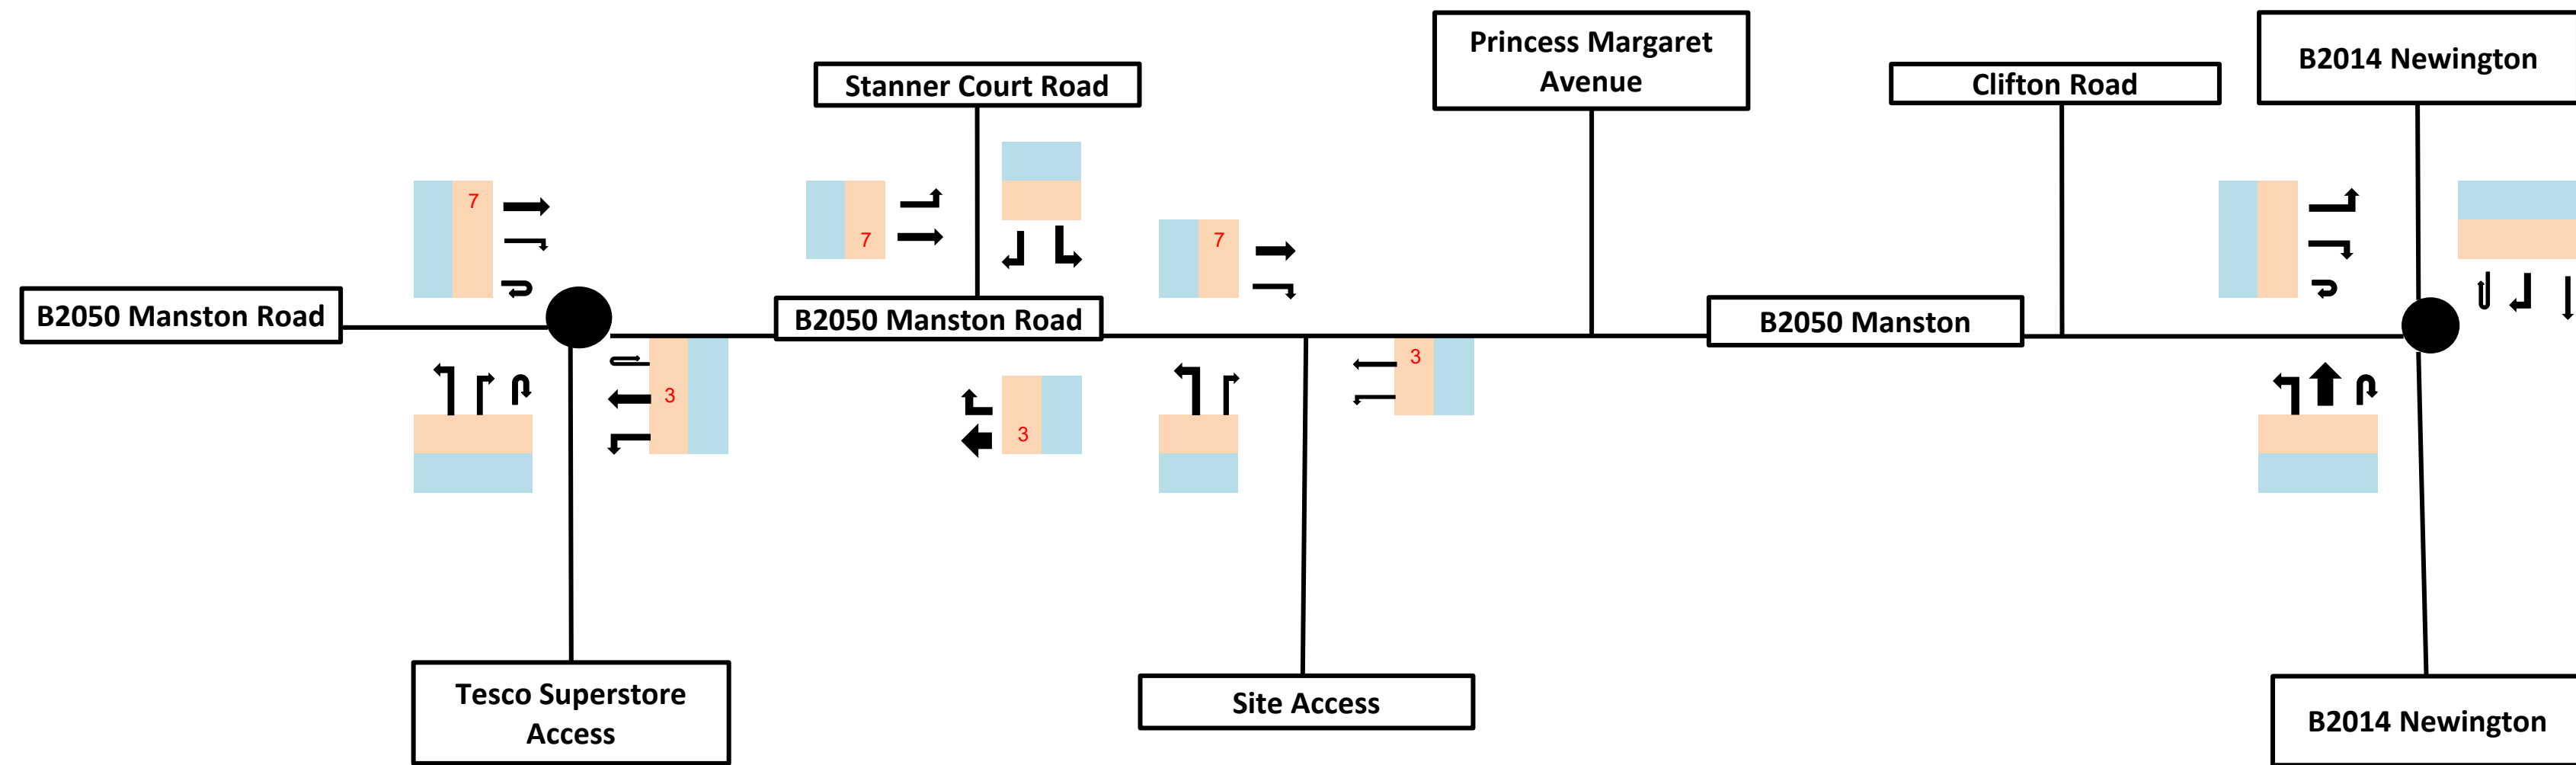 Princess Margaret
Avenue
B2014 Newington
Stanner Court Road
Clifton Road
7
7
7
B2050 Manston Road
B2050 Manston Road
B2050 Manston
3
3
3
Tesco Superstore
Access
Site Access
B2014 Newington